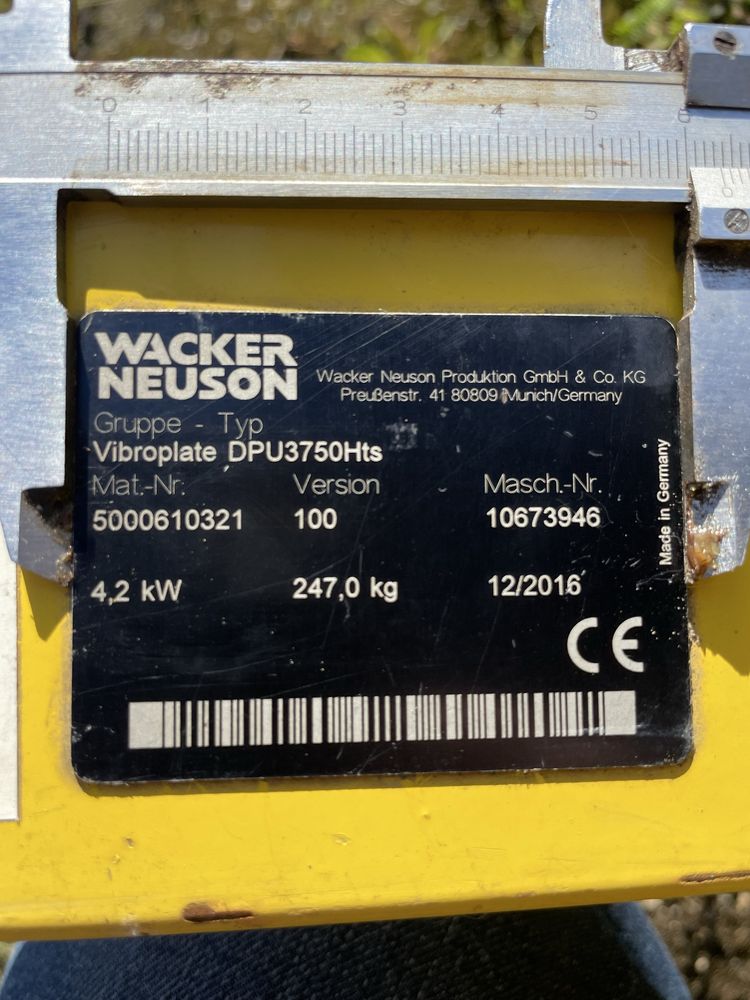 0 1 2 3 4 5 6
0
WACKER
NEUSON
Wacker Neuson Produktion GmbH & Co. KG
Preußenstr. 41 80809 Munich/Germany
Gruppe - Typ
Vibroplate DPU3750Hts
Mat.-Nr. Version Masch.-Nr.
5000610321 100 10673946
4,2 kW 247,0 kg 12/2016
Made in Germany
CE